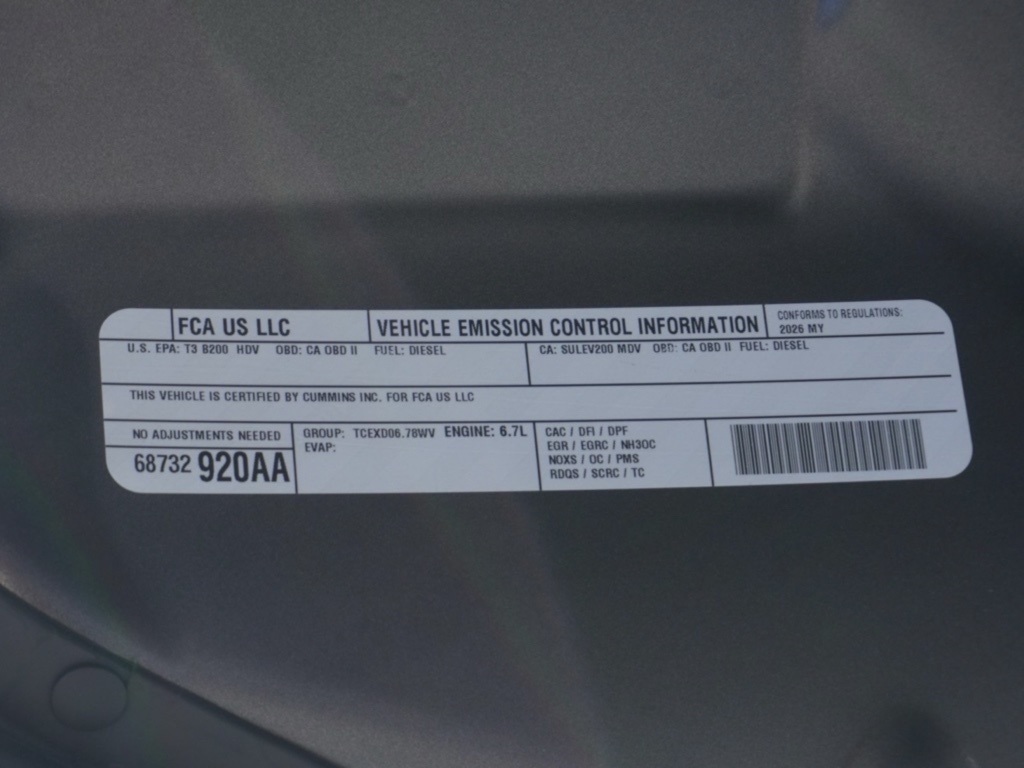 FCA US LLC
VEHICLE EMISSION CONTROL INFORMATION
CONFORMS TO REGULATIONS:
2026 MY
U.S. EPA: T3 B200 HDV OBD: CA OBD II FUEL: DIESEL
CA: SULEV200 MDV OBD: CA OBD II FUEL: DIESEL
THIS VEHICLE IS CERTIFIED BY CUMMINS INC. FOR FCA US LLC
NO ADJUSTMENTS NEEDED
68732 920AA
GROUP: TCEXD06.78WV ENGINE: 6.7L
EVAP:
CAC / DFI / DPF
EGR / EGRC / NH3OC
NOXS / OC / PMS
RDQS / SCRC / TC